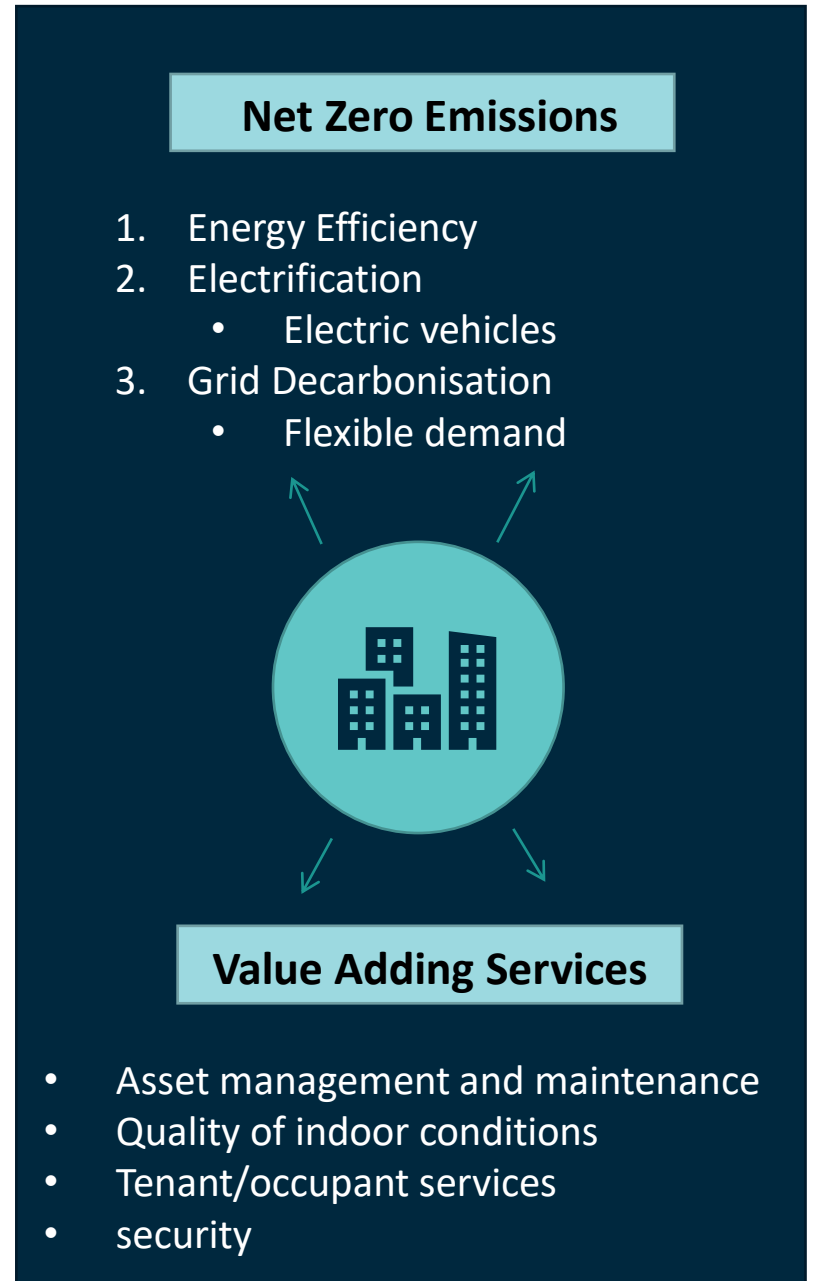 Net Zero Emissions
1. Energy Efficiency
2. Electrification
• Electric vehicles
3. Grid Decarbonisation
• Flexible demand
Value Adding Services
• Asset management and maintenance
• Quality of indoor conditions
• Tenant/occupant services
• security